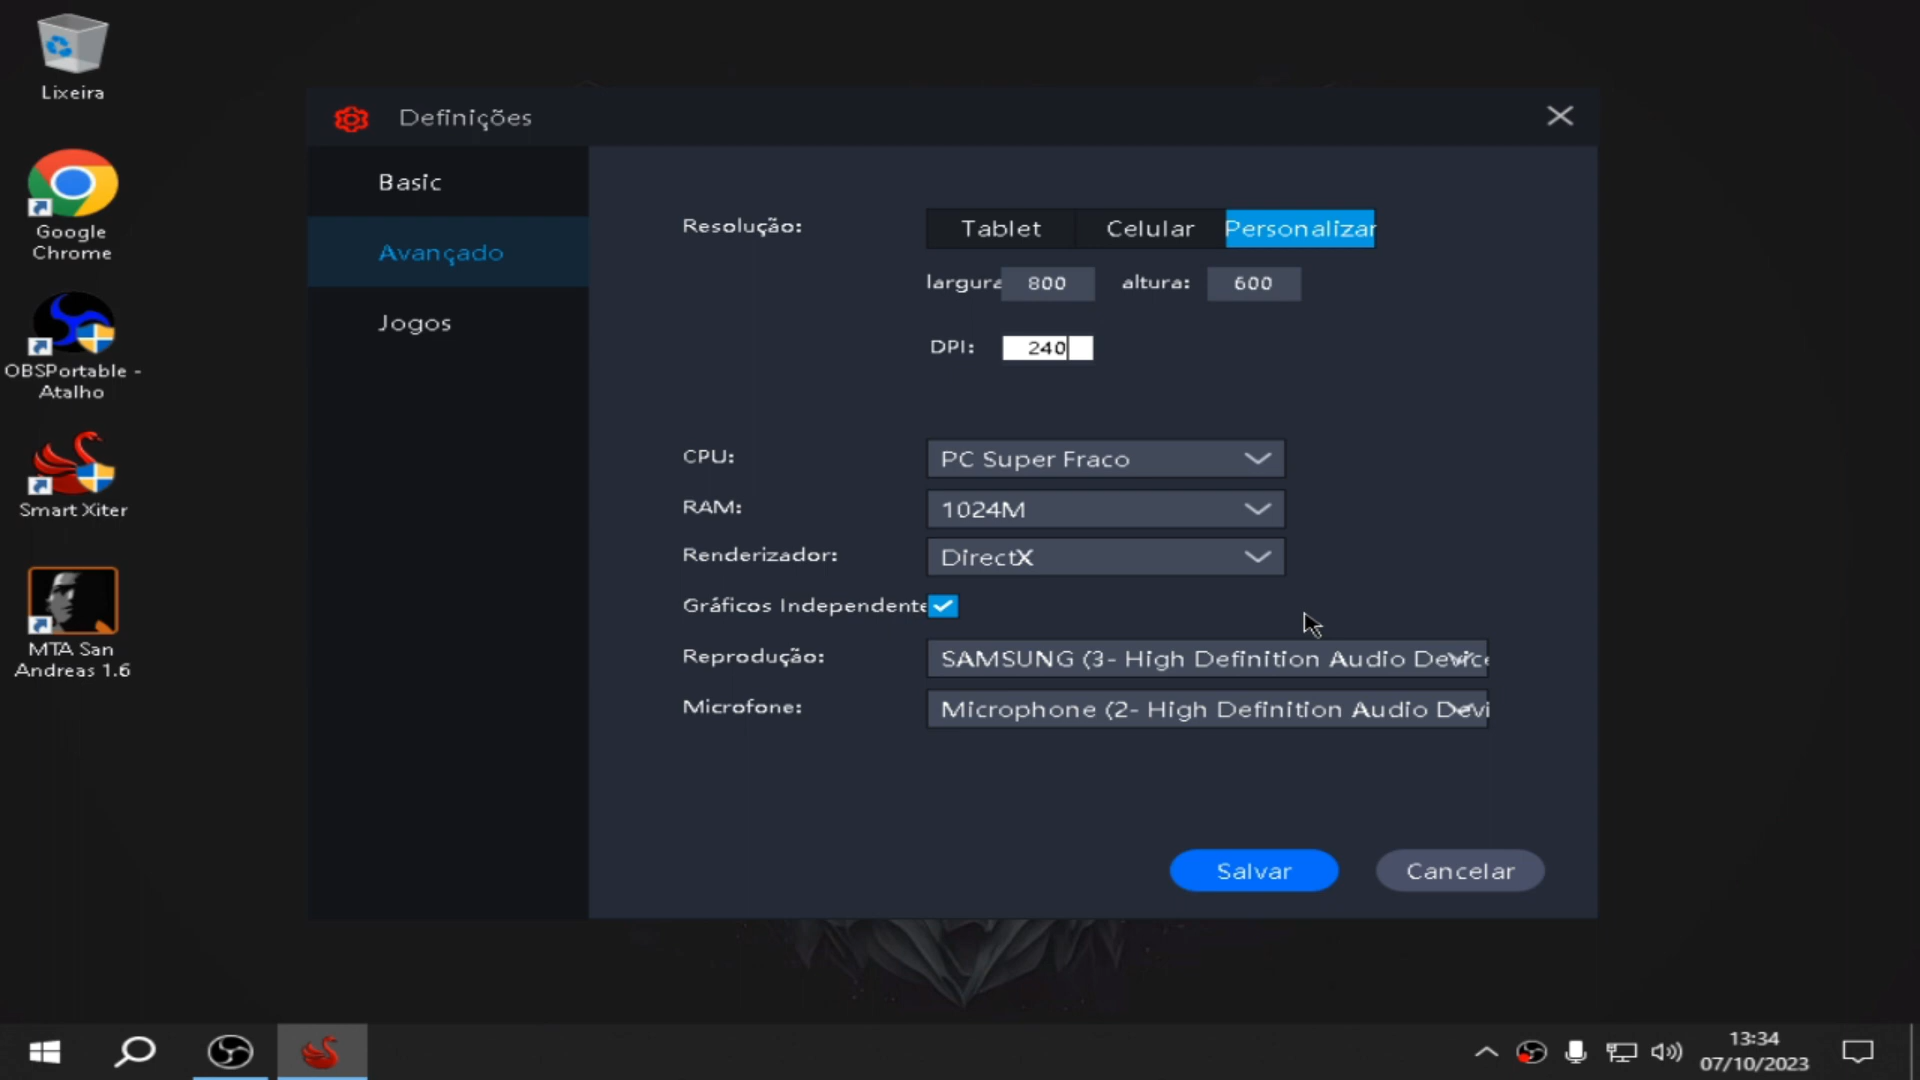 Lixeira
Google
Chrome
OBSPortable -
Atalho
Smart Xiter
MTA San
Andreas 1.6
Definições
Basic
Avançado
Jogos
Resolução:
Tablet
Celular
Personalizar
largura
800
altura:
600
DPI:
240
CPU:
PC Super Fraco
RAM:
1024M
Renderizador:
DirectX
Gráficos Independente
Reprodução:
SAMSUNG (3- High Definition Audio Device
Microfone:
Microphone (2- High Definition Audio Devi
Salvar
Cancelar
13:34
07/10/2023